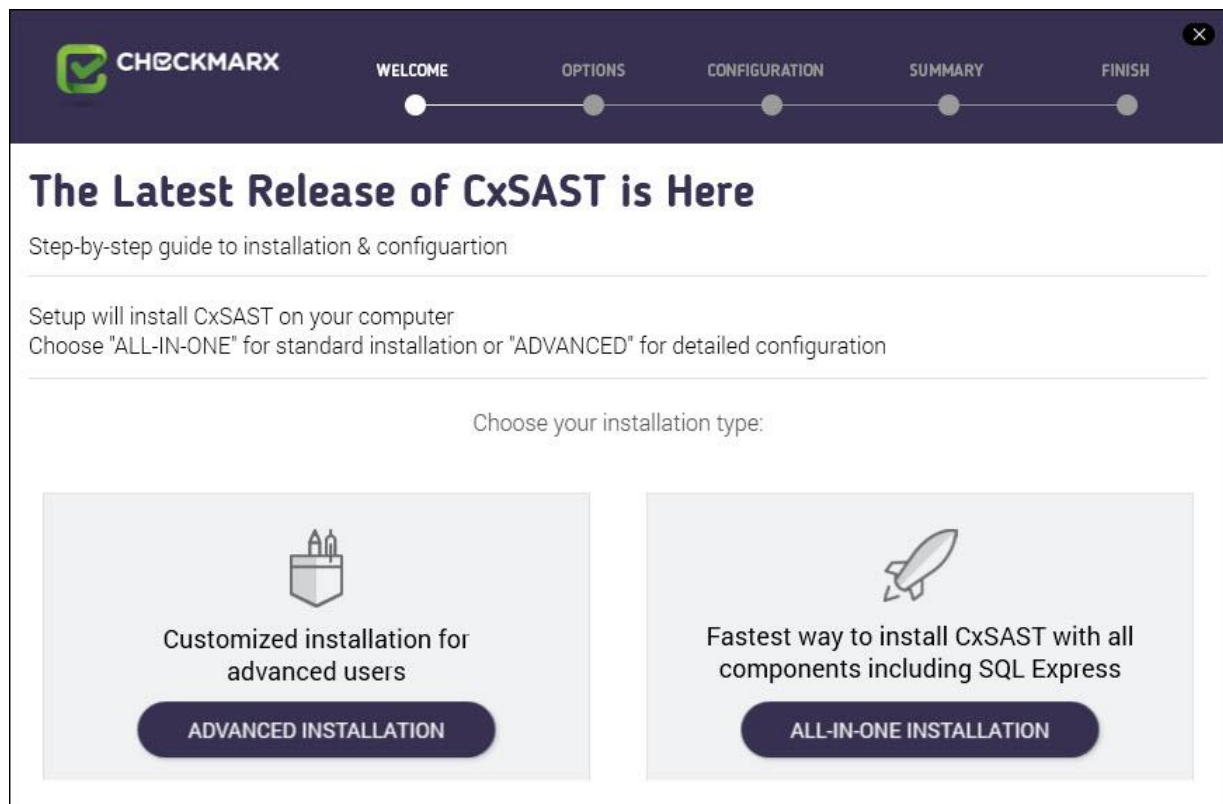 CHECKMARX
WELCOME OPTIONS CONFIGURATION SUMMARY FINISH
The Latest Release of CxSAST is Here
Step-by-step guide to installation & configuartion
Setup will install CxSAST on your computer
Choose "ALL-IN-ONE" for standard installation or "ADVANCED" for detailed configuration
Choose your installation type:
Customized installation for
advanced users
ADVANCED INSTALLATION
Fastest way to install CxSAST with all
components including SQL Express
ALL-IN-ONE INSTALLATION